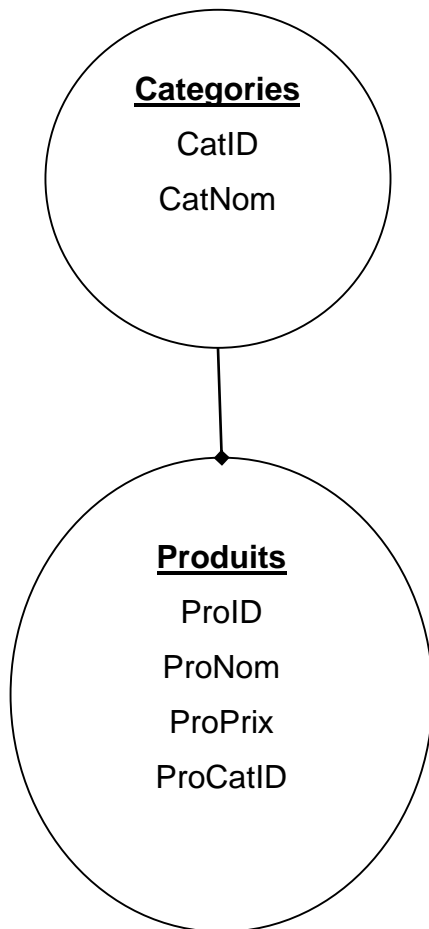 Categories
CatID
CatNom
Produits
ProID
ProNom
ProPrix
ProCatID